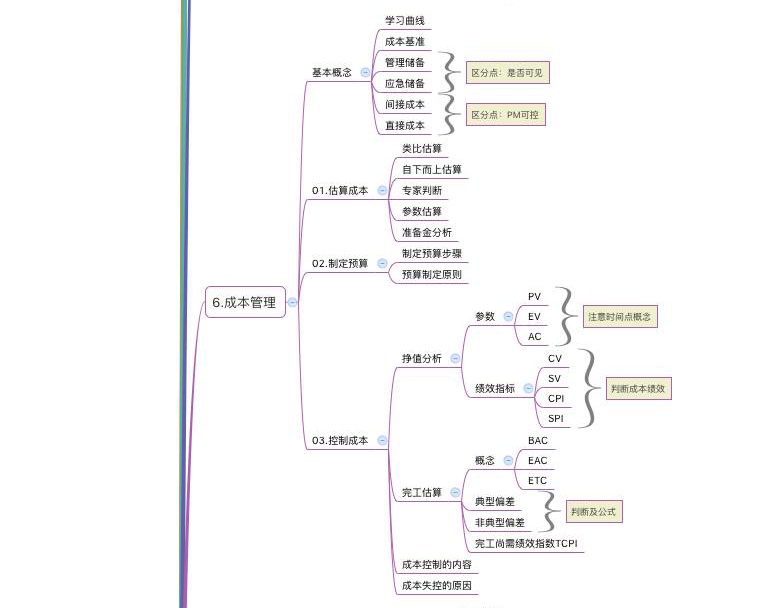 6.成本管理
基本概念
学习曲线
成本基准
管理储备
应急储备
区分点：是否可见
间接成本
直接成本
区分点：PM可控
01.估算成本
类比估算
自下而上估算
专家判断
参数估算
准备金分析
02.制定预算
制定预算步骤
预算制定原则
03.控制成本
挣值分析
参数
PV
EV
AC
注意时间点概念
绩效指标
CV
SV
CPI
SPI
判断成本绩效
完工估算
概念
BAC
EAC
ETC
典型偏差
非典型偏差
判断及公式
完工尚需绩效指数TCPI
成本控制的内容
成本失控的原因